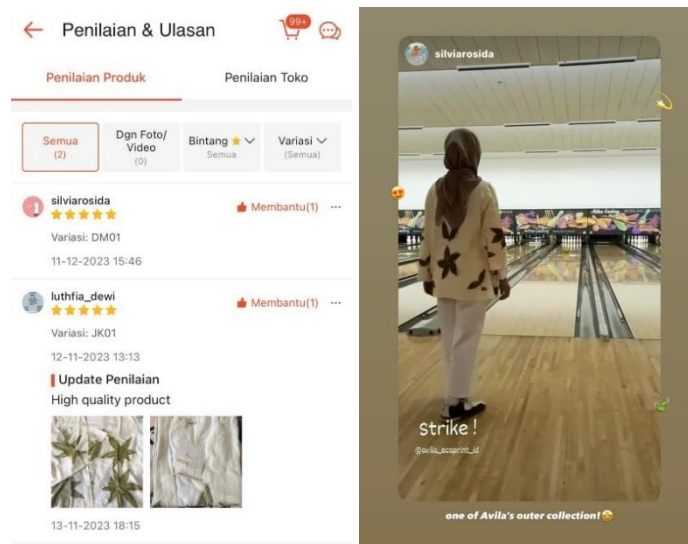 Penilaian & Ulasan
99+
Penilaian Produk
Penilaian Toko
Semua
(2)
Dgn Foto/
Video
(0)
Bintang
Semua
Variasi
(Semua)
silviarosida
Membantu(1)
Variasi: DM01
11-12-2023 15:46
luthfia_dewi
Membantu(1)
Variasi: JK01
12-11-2023 13:13
Update Penilaian
High quality product
13-11-2023 18:15
silviarosida
strike !
@avila_ecoprint_id
one of Avila's outer collection!